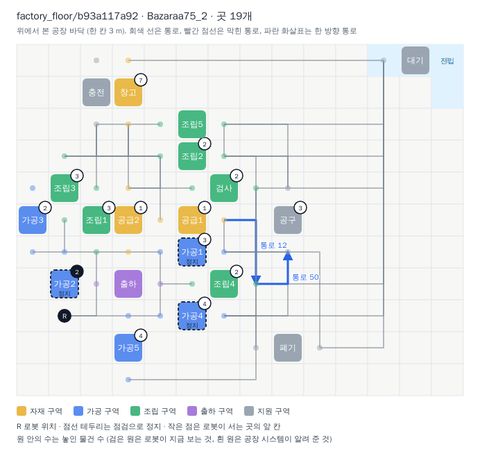 factory_floor/b93a117a92 · Bazaraa75_2 · 곳 19개
위에서 본 공장 바닥 (한 칸 3 m). 회색 선은 통로, 빨간 점선은 막힌 통로, 파란 화살표는 한 방향 통로
대기
충전 창고 7
조립5
조립2 2
조립3 3
검사 2
가공3 2
조립1 3
공급2 1
공급1 1
공구 3
가공1 3
정지
통로 12
가공2 2
정지
출하
조립4 2
통로 50
R
가공4 4
정지
가공5 4
폐기
자재 구역 가공 구역 조립 구역 출하 구역 지원 구역
R 로봇 위치 · 점선 테두리는 점검으로 정지 · 작은 점은 로봇이 서는 곳의 앞 칸
원 안의 수는 놓인 물건 수 (검은 원은 로봇이 지금 보는 것, 흰 원은 공장 시스템이 알려 준 것)